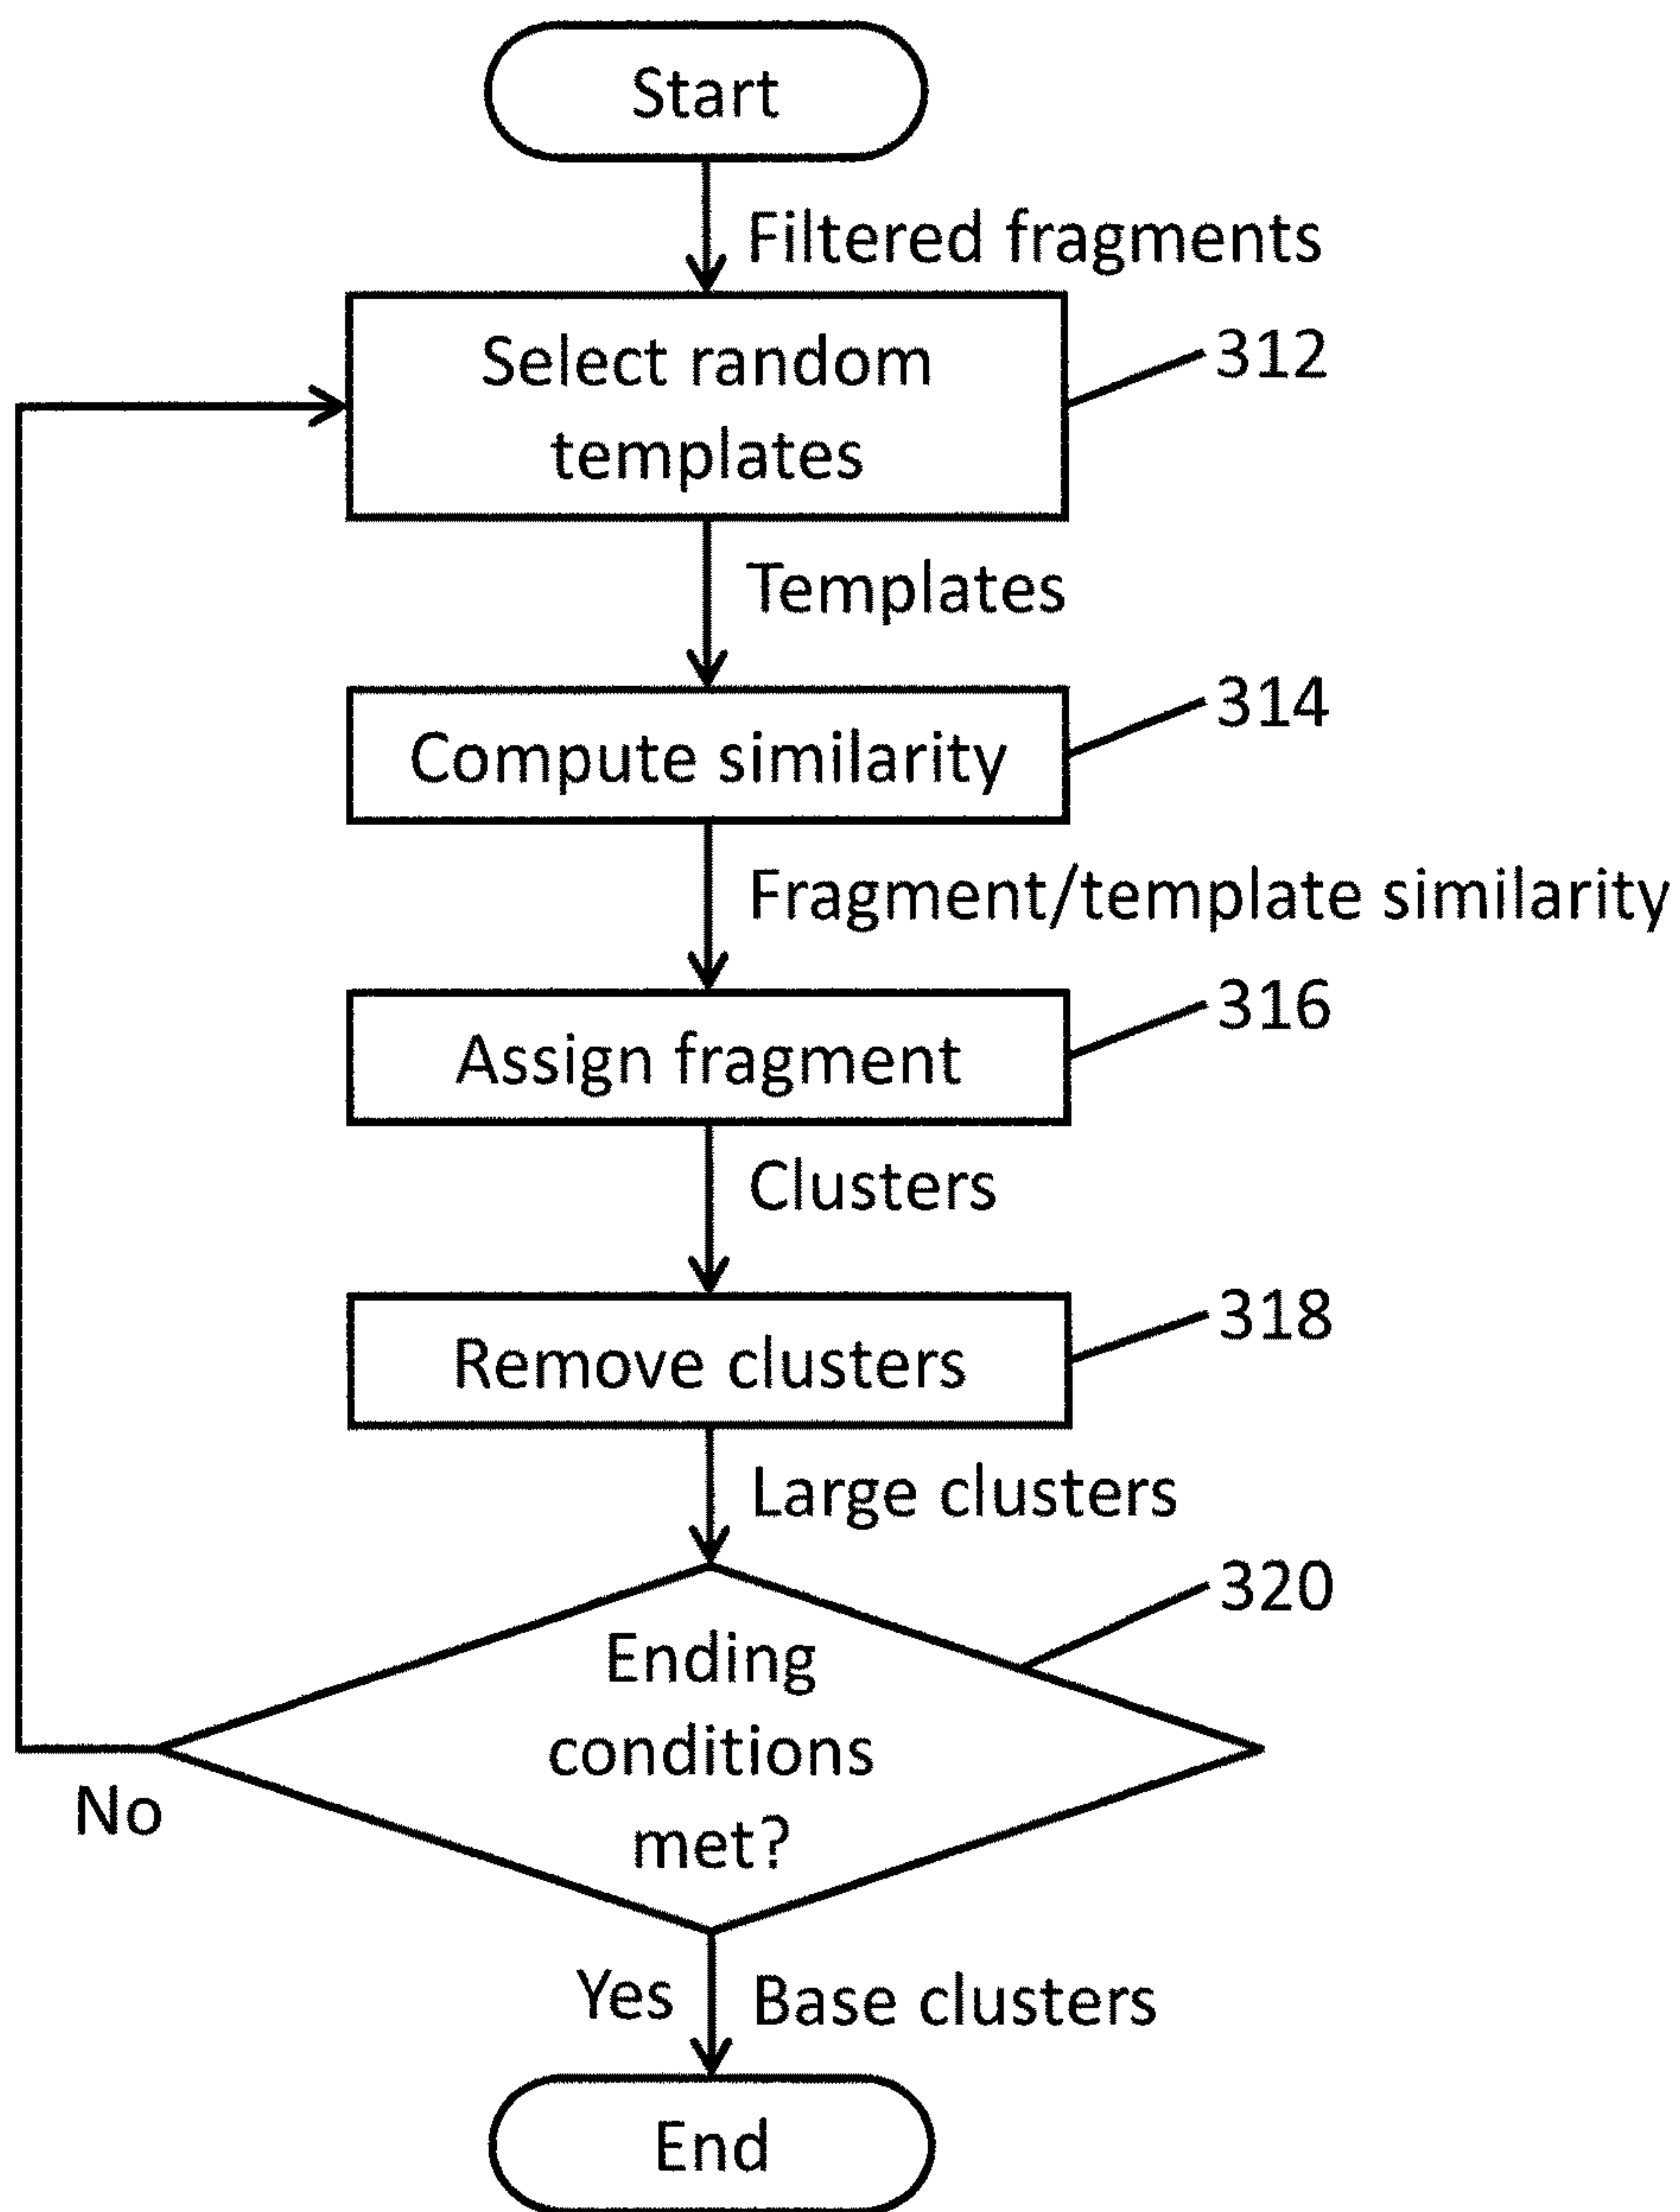 Start
Filtered fragments
Select random
templates
312
Templates
Compute similarity
314
Fragment/template similarity
Assign fragment
316
Clusters
Remove clusters
318
Large clusters
Ending
conditions
met?
320
No
Yes
Base clusters
End